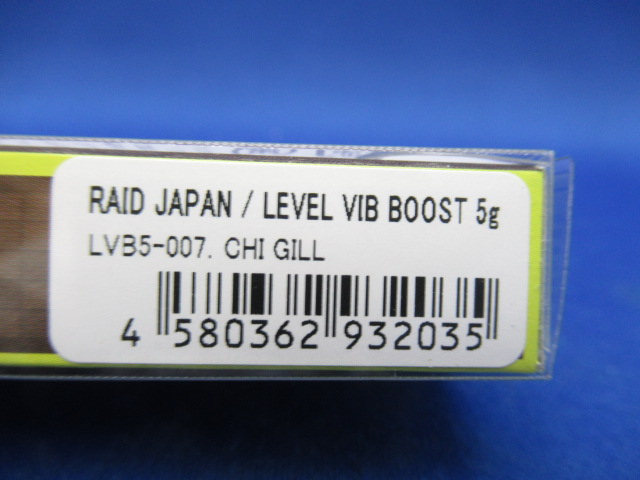 RAID JAPAN / LEVEL VIB BOOST 5g
LVB5-007. CHI GILL
4 580362 932035